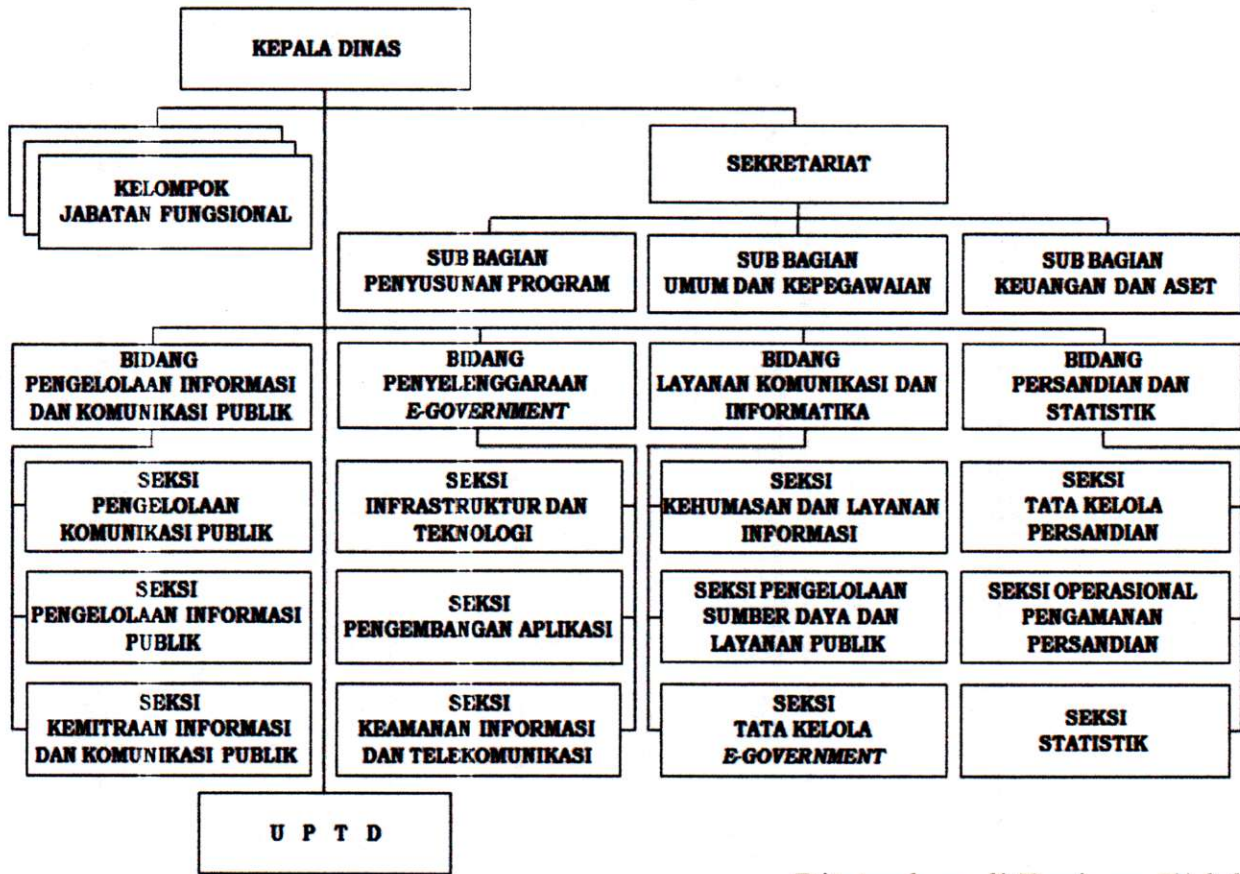 KEPALA DINAS
KELOMPOK
JABATAN FUNGSIONAL
SEKRETARIAT
SUB BAGIAN
PENYUSUNAN PROGRAM
SUB BAGIAN
UMUM DAN KEPEGAWAIAN
SUB BAGIAN
KEUANGAN DAN ASET
BIDANG
PENGELOLAAN INFORMASI
DAN KOMUNIKASI PUBLIK
BIDANG
PENYELENGGARAAN
E-GOVERNMENT
BIDANG
LAYANAN KOMUNIKASI DAN
INFORMATIKA
BIDANG
PERSANDIAN DAN
STATISTIK
SEKSI
PENGELOLAAN
KOMUNIKASI PUBLIK
SEKSI
INFRASTRUKTUR DAN
TEKNOLOGI
SEKSI
KEHUMASAN DAN LAYANAN
INFORMASI
SEKSI
TATA KELOLA
PERSANDIAN
SEKSI
PENGELOLAAN INFORMASI
PUBLIK
SEKSI
PENGEMBANGAN APLIKASI
SEKSI PENGELOLAAN
SUMBER DAYA DAN
LAYANAN PUBLIK
SEKSI OPERASIONAL
PENGAMANAN
PERSANDIAN
SEKSI
KEMITRAAN INFORMASI
DAN KOMUNIKASI PUBLIK
SEKSI
KEAMANAN INFORMASI
DAN TELEKOMUNIKASI
SEKSI
TATA KELOLA
E-GOVERNMENT
SEKSI
STATISTIK
U P T D